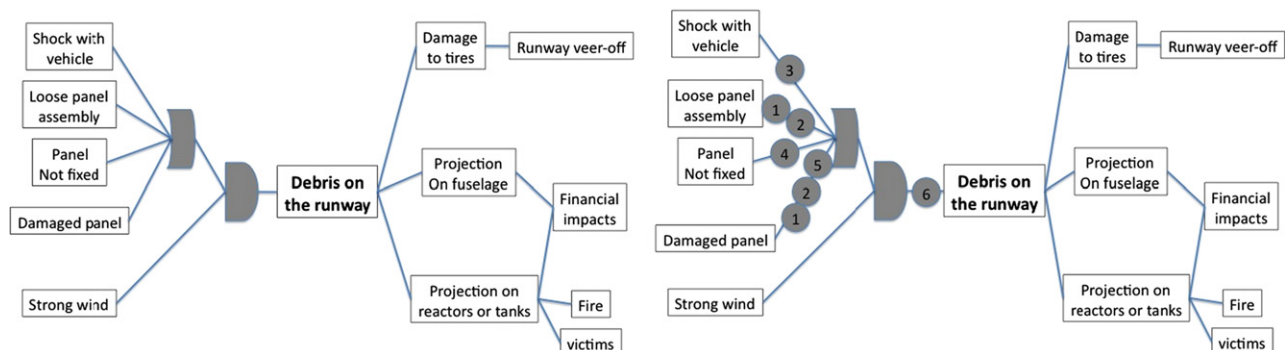 Shock with
vehicle
Loose panel
assembly
Panel
Not fixed
Damaged panel
Strong wind
Debris on
the runway
Damage
to tires
Runway veer-off
Projection
On fuselage
Financial
impacts
Projection on
reactors or tanks
Fire
victims
Shock with
vehicle
3
Loose panel
assembly
1
2
Panel
Not fixed
4
5
2
1
Damaged panel
Strong wind
6
Debris on
the runway
Damage
to tires
Runway veer-off
Projection
On fuselage
Financial
impacts
Projection on
reactors or tanks
Fire
victims